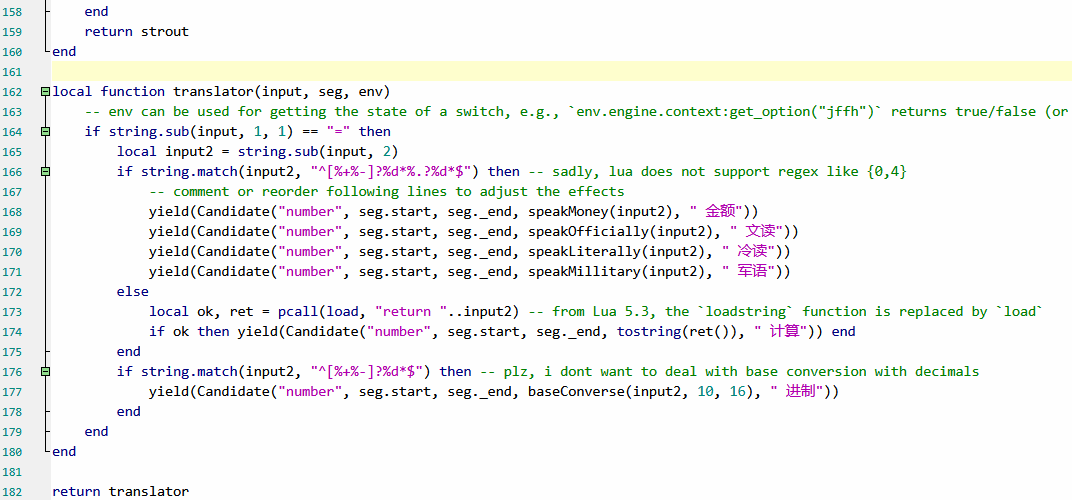 158     end
159     return strout
160 end
161
162 local function translator(input, seg, env)
163     -- env can be used for getting the state of a switch, e.g., `env.engine.context:get_option("jffh")` returns true/false (or
164     if string.sub(input, 1, 1) == "=" then
165         local input2 = string.sub(input, 2)
166         if string.match(input2, "^[%+%-]?%d*%.?%d*$") then -- sadly, lua does not support regex like {0,4}
167             -- comment or reorder following lines to adjust the effects
168             yield(Candidate("number", seg.start, seg._end, speakMoney(input2), " 金额"))
169             yield(Candidate("number", seg.start, seg._end, speakOfficially(input2), " 文读"))
170             yield(Candidate("number", seg.start, seg._end, speakLiterally(input2), " 冷读"))
171             yield(Candidate("number", seg.start, seg._end, speakMillitary(input2), " 军语"))
172         else
173             local ok, ret = pcall(load, "return "..input2) -- from Lua 5.3, the `loadstring` function is replaced by `load`
174             if ok then yield(Candidate("number", seg.start, seg._end, tostring(ret()), " 计算")) end
175         end
176         if string.match(input2, "^[%+%-]?%d*$") then -- plz, i dont want to deal with base conversion with decimals
177             yield(Candidate("number", seg.start, seg._end, baseConverse(input2, 10, 16), " 进制"))
178         end
179     end
180 end
181
182 return translator